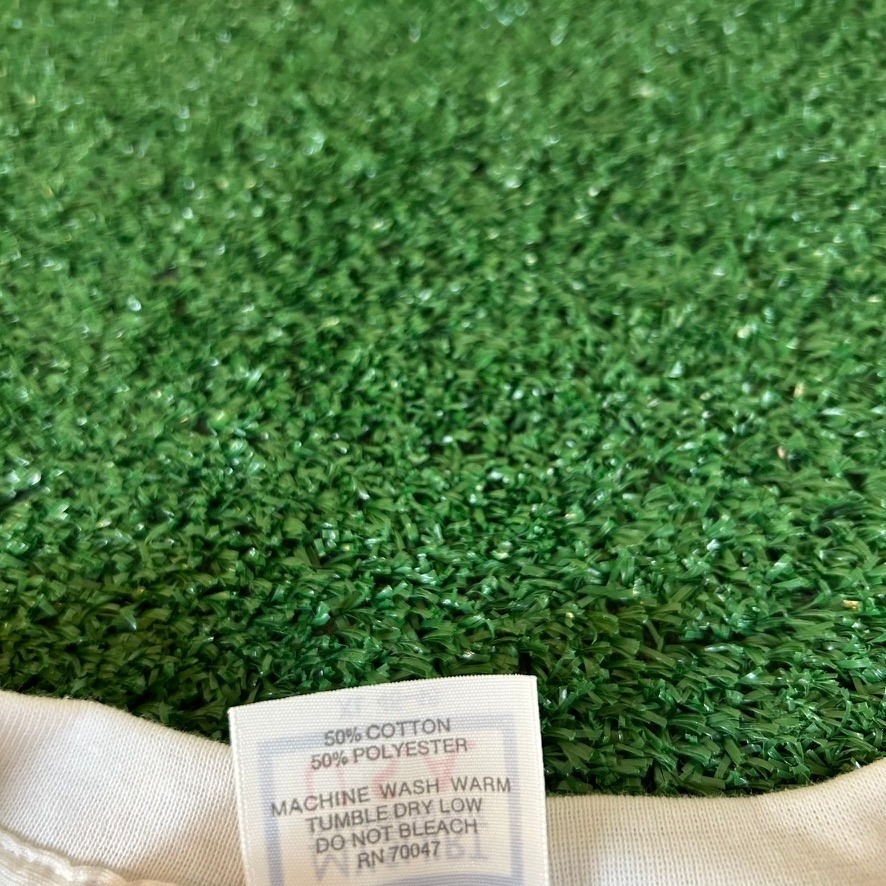 50% COTTON
50% POLYESTER
MACHINE WASH WARM
TUMBLE DRY LOW
DO NOT BLEACH
RN 70047